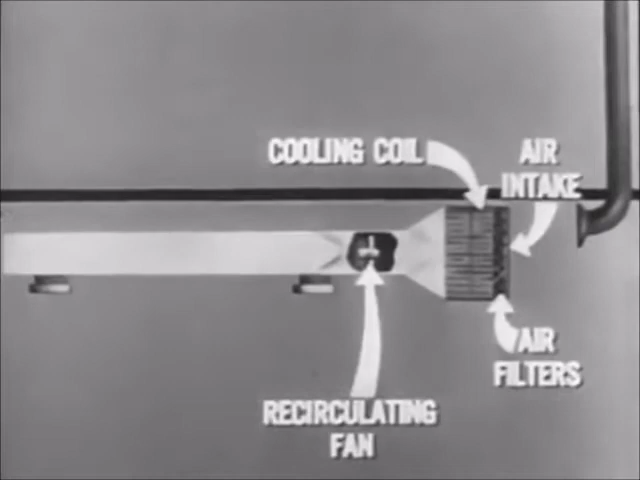 COOLING COIL
AIR
INTAKE
AIR
FILTERS
RECIRCULATING
FAN